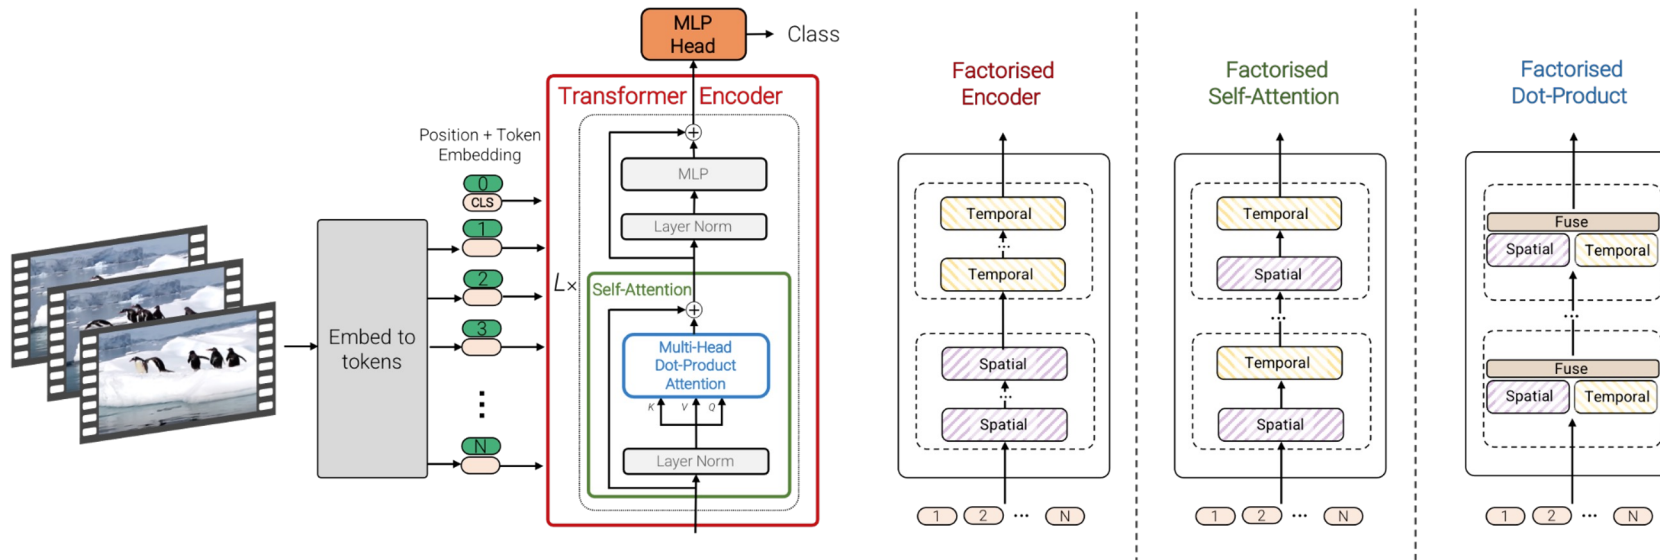 MLP
Head
Class
Transformer Encoder
Position + Token
Embedding
0
CLS
1
2
3
N
Embed to
tokens
L×
MLP
Layer Norm
Self-Attention
Multi-Head
Dot-Product
Attention
K V Q
Layer Norm
Factorised
Encoder
Temporal
...
Temporal
Spatial
...
Spatial
1 2 ... N
Factorised
Self-Attention
Temporal
Spatial
...
Temporal
Spatial
1 2 ... N
Factorised
Dot-Product
Fuse
Spatial Temporal
...
Fuse
Spatial Temporal
1 2 ... N